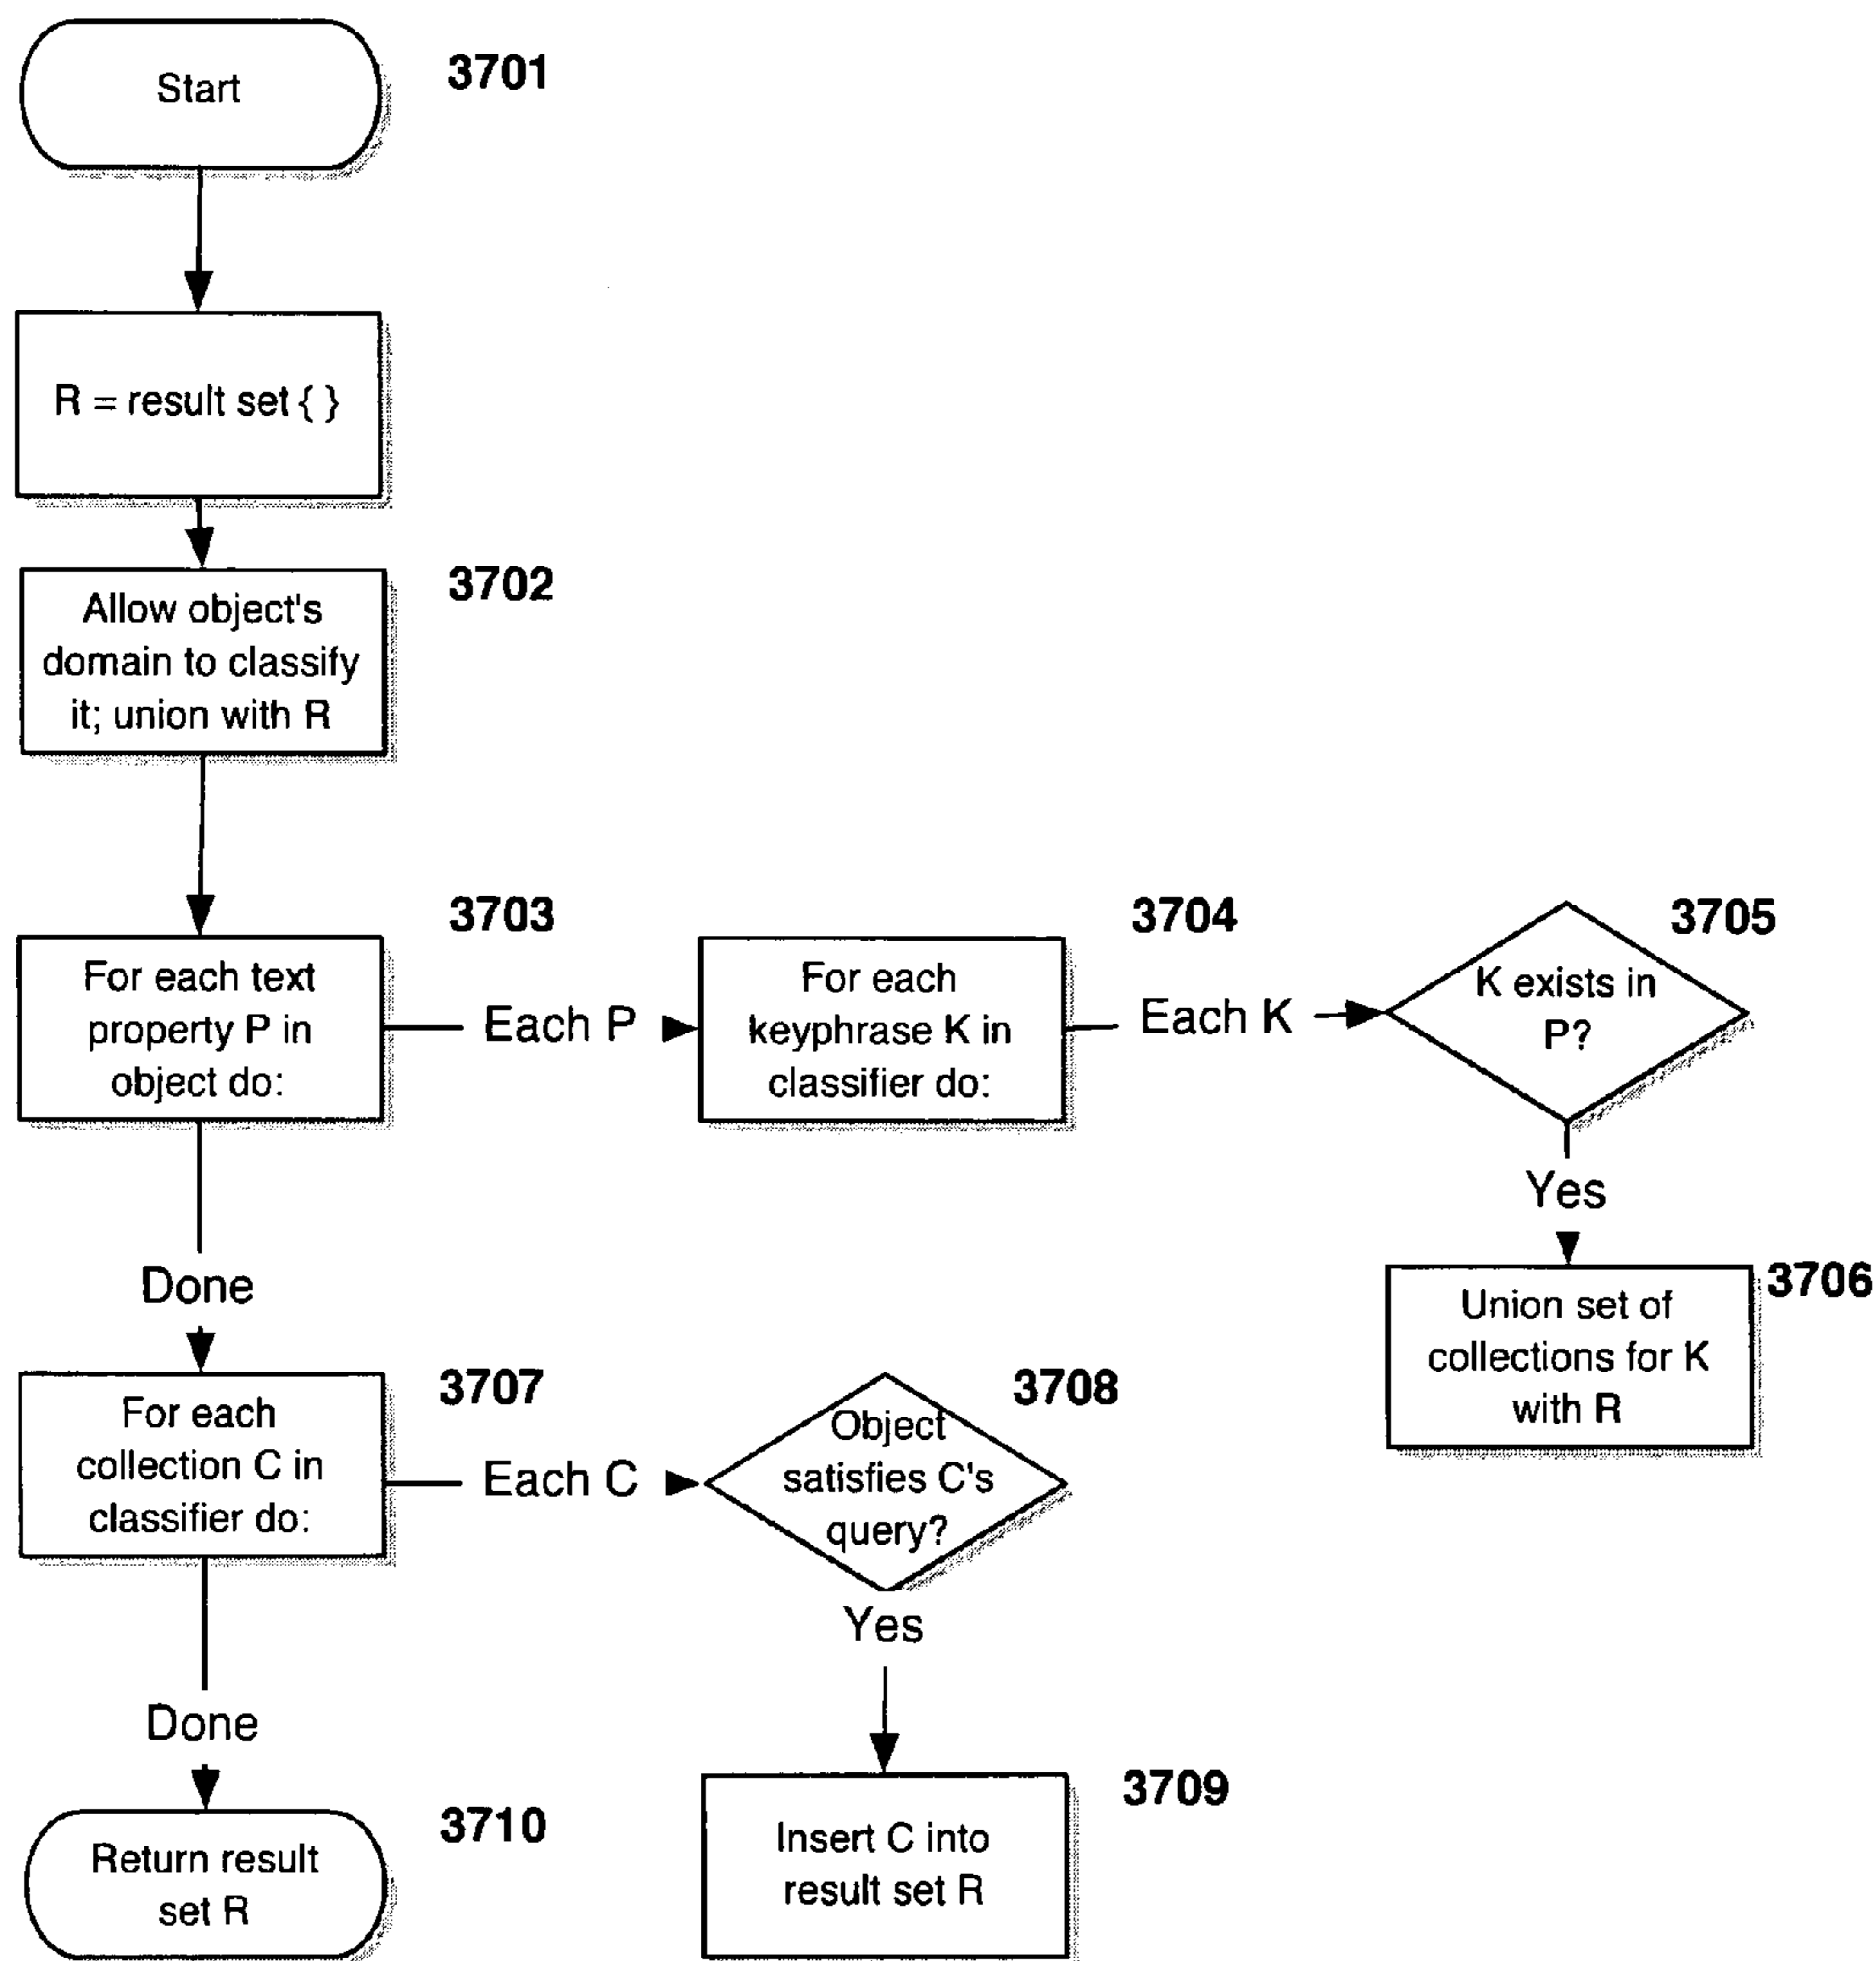 Start
3701
R = result set { }
3702
Allow object's
domain to classify
it; union with R
3703
For each text
property P in
object do:
Each P
3704
For each
keyphrase K in
classifier do:
Each K
3705
K exists in
P?
Yes
3706
Union set of
collections for K
with R
Done
3707
For each
collection C in
classifier do:
Each C
3708
Object
satisfies C's
query?
Yes
3709
Insert C into
result set R
Done
3710
Return result
set R